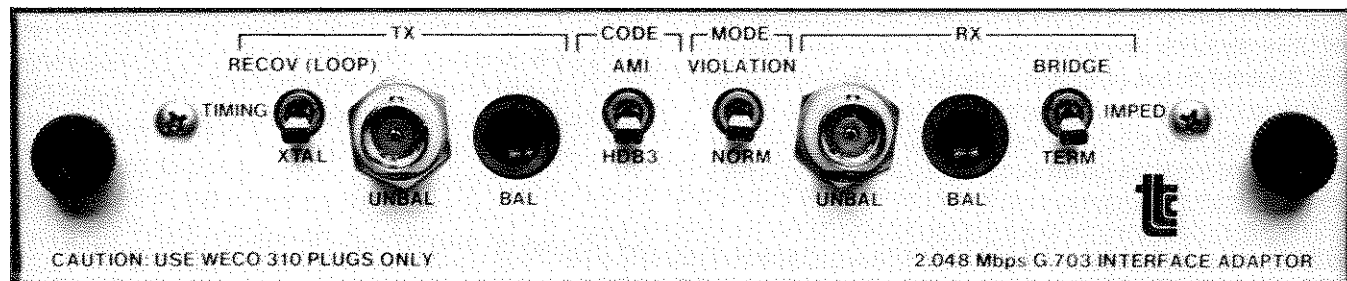 TX CODE MODE RX
RECOV (LOOP) AMI VIOLATION BRIDGE
TIMING IMPED
XTAL HDB3 NORM TERM
UNBAL BAL UNBAL BAL
ttc
CAUTION: USE WECO 310 PLUGS ONLY 2.048 Mbps G.703 INTERFACE ADAPTOR